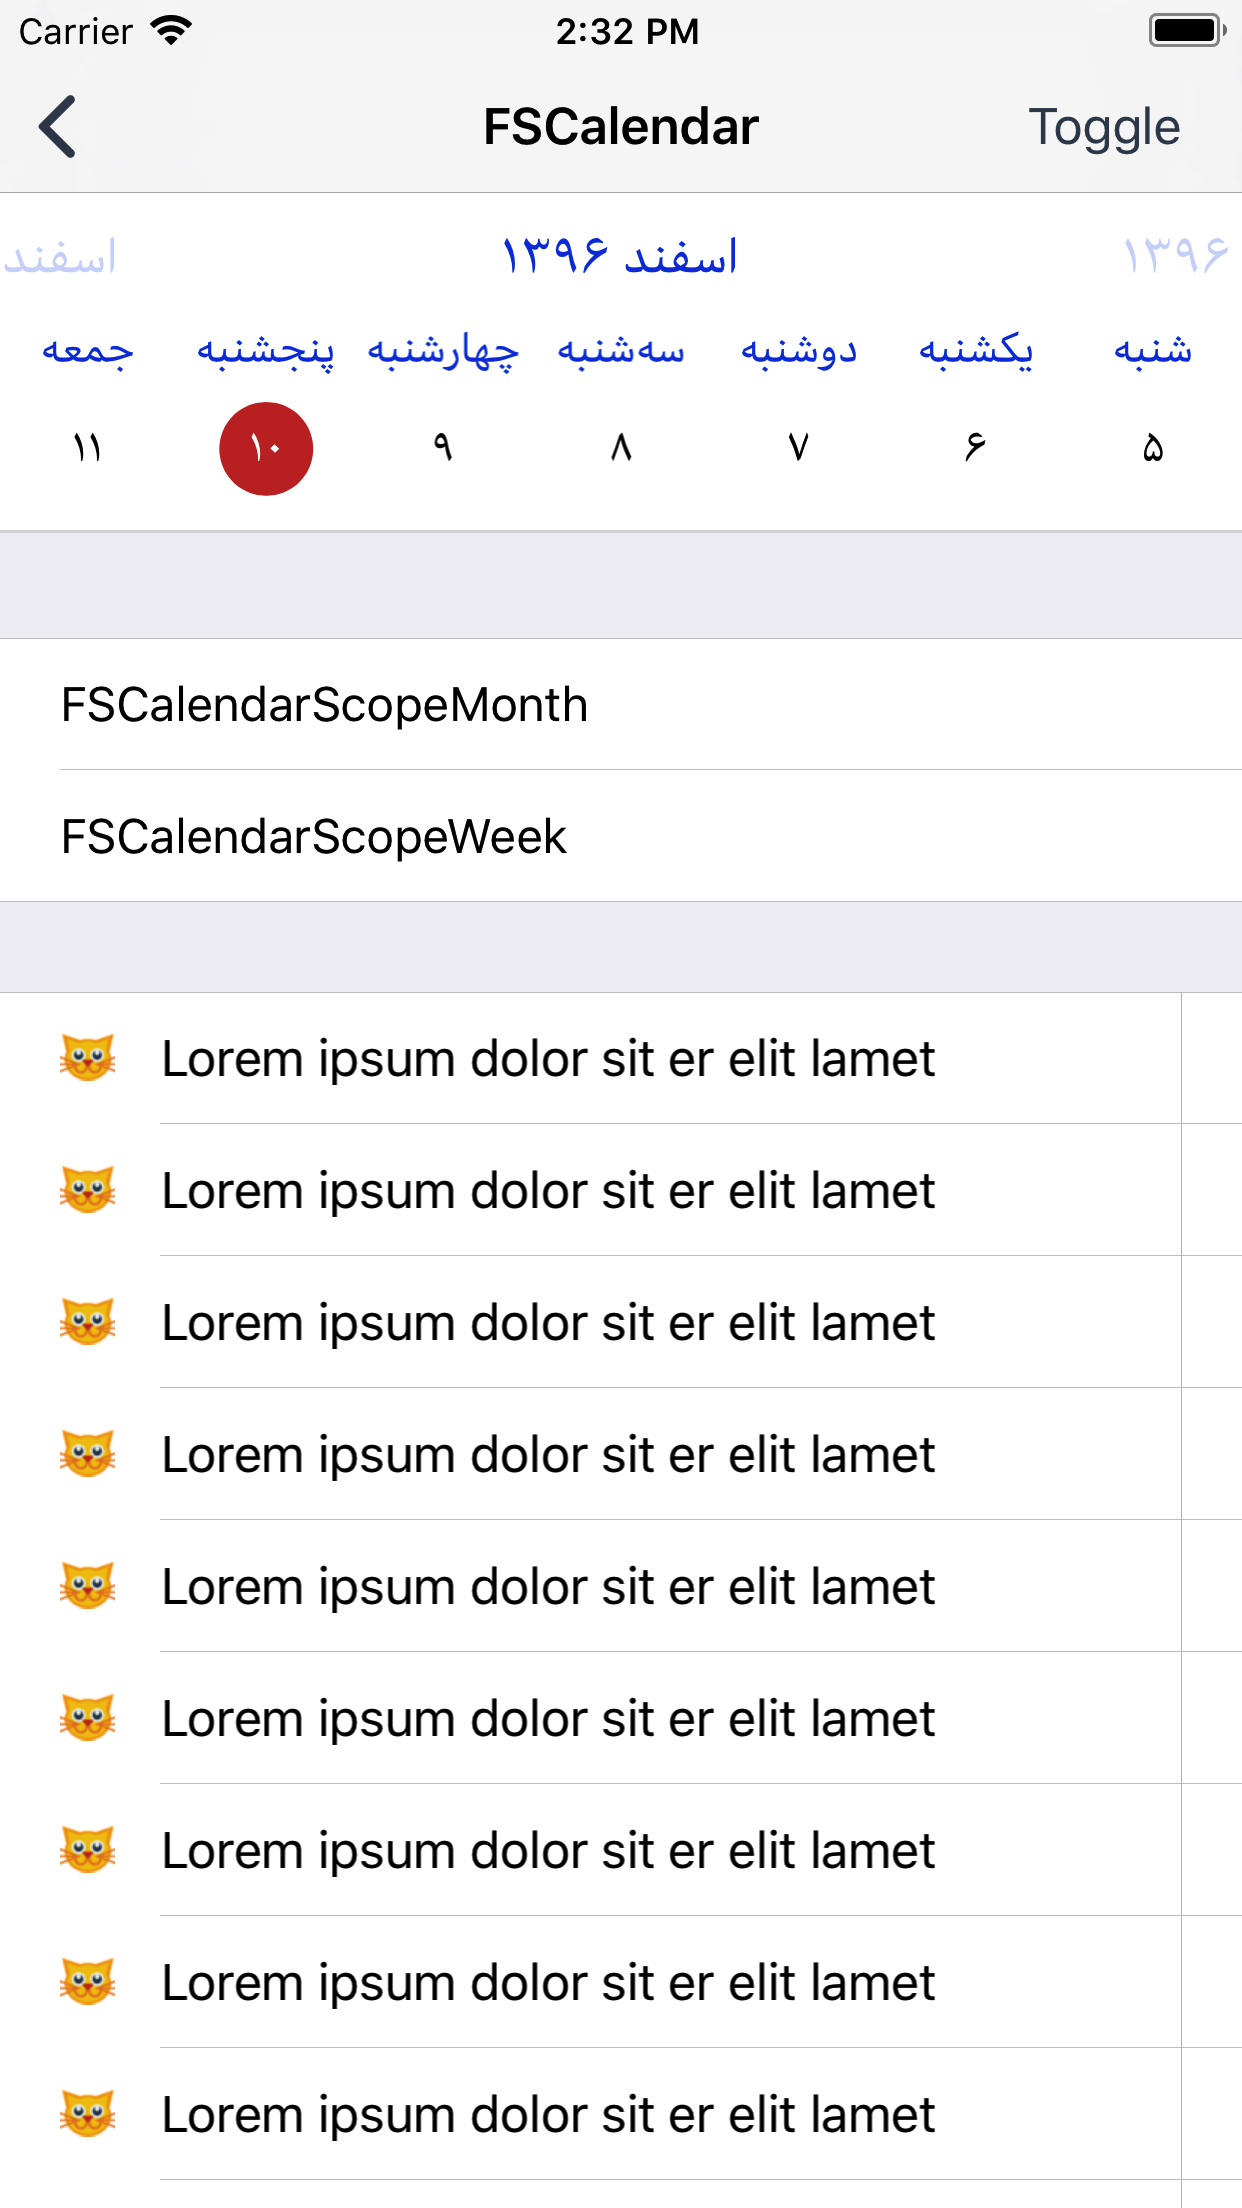 Carrier 2:32 PM
FSCalendar Toggle
۱۳۹۶ اسفند ۱۳۹۶ اسفند
شنبه یکشنبه دوشنبه سه‌شنبه چهارشنبه پنجشنبه جمعه
۵ ۶ ۷ ۸ ۹ ۱۰ ۱۱
FSCalendarScopeMonth
FSCalendarScopeWeek
Lorem ipsum dolor sit er elit lamet
Lorem ipsum dolor sit er elit lamet
Lorem ipsum dolor sit er elit lamet
Lorem ipsum dolor sit er elit lamet
Lorem ipsum dolor sit er elit lamet
Lorem ipsum dolor sit er elit lamet
Lorem ipsum dolor sit er elit lamet
Lorem ipsum dolor sit er elit lamet
Lorem ipsum dolor sit er elit lamet